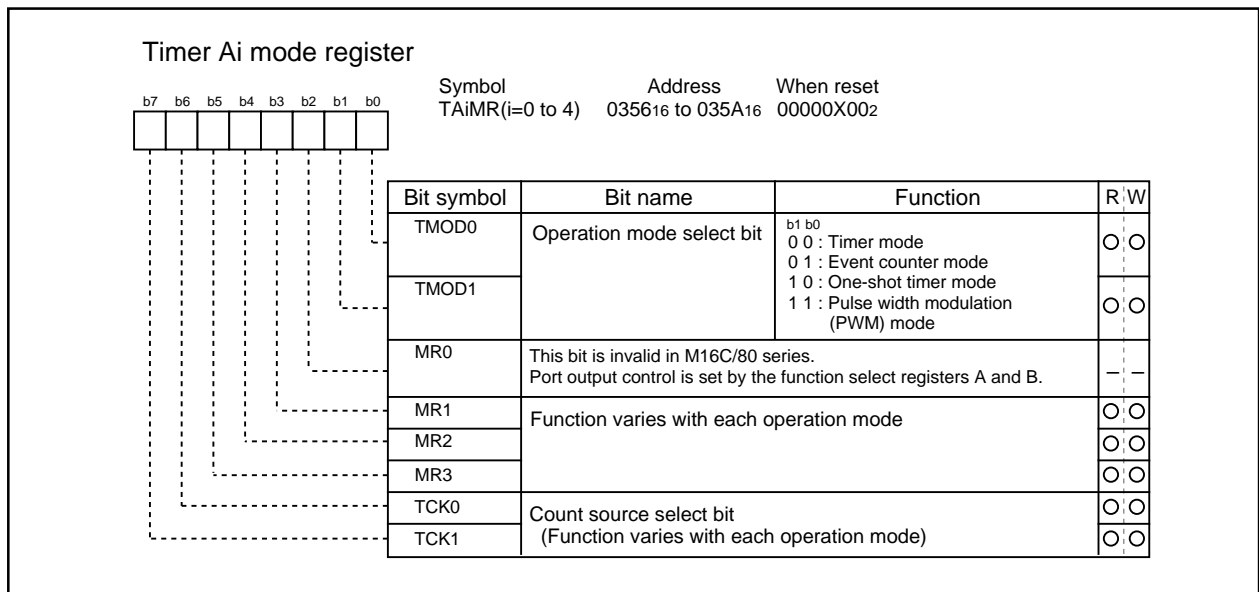 Timer Ai mode register
Symbol Address When reset
TAiMR(i=0 to 4) 035616 to 035A16 00000X002
b7 b6 b5 b4 b3 b2 b1 b0
Bit symbol Bit name Function R W
TMOD0 Operation mode select bit b1 b0
0 0 : Timer mode
0 1 : Event counter mode
TMOD1 1 0 : One-shot timer mode
1 1 : Pulse width modulation
(PWM) mode
MR0 This bit is invalid in M16C/80 series.
Port output control is set by the function select registers A and B. – –
MR1 Function varies with each operation mode
MR2
MR3
TCK0 Count source select bit
TCK1 (Function varies with each operation mode)